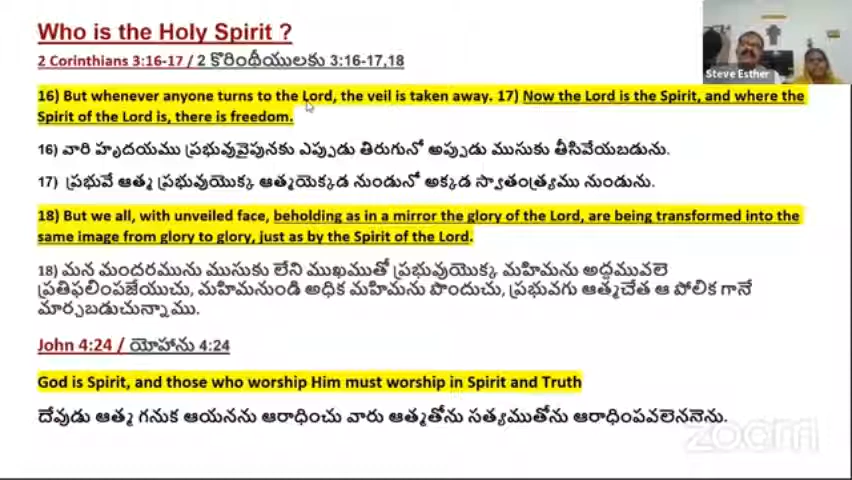 Who is the Holy Spirit ?
2 Corinthians 3:16-17 / 2 కొరింథీయులకు 3:16-17,18
16) But whenever anyone turns to the Lord, the veil is taken away. 17) Now the Lord is the Spirit, and where the
Spirit of the Lord is, there is freedom.
16) వారి హృదయము ప్రభువువైపునకు ఎప్పుడు తిరుగునో అప్పుడు ముసుకు తీసివేయబడును.
17) ప్రభువే ఆత్మ ప్రభువుయొక్క ఆత్మయెక్కడ నుండునో అక్కడ స్వాతంత్ర్యము నుండును.
18) But we all, with unveiled face, beholding as in a mirror the glory of the Lord, are being transformed into the
same image from glory to glory, just as by the Spirit of the Lord.
18) మన మందరమును ముసుకు లేని ముఖముతో ప్రభువుయొక్క మహిమను అద్దమువలె
ప్రతిఫలింపజేయుచు, మహిమనుండి అధిక మహిమను పొందుచు, ప్రభువగు ఆత్మచేత ఆ పోలిక గానే
మార్చబడుచున్నాము.
John 4:24 / యోహాను 4:24
God is Spirit, and those who worship Him must worship in Spirit and Truth
దేవుడు ఆత్మ గనుక ఆయనను ఆరాధించు వారు ఆత్మతోను సత్యముతోను ఆరాధింపవలెననెను.
Steve Esther
zoom